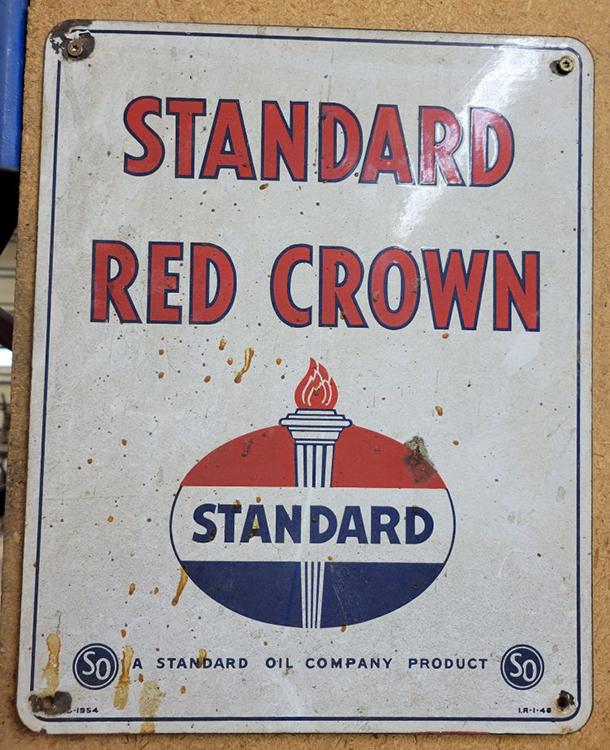 STANDARD
RED CROWN
STANDARD
SO A STANDARD OIL COMPANY PRODUCT SO
-1954 I.R-1-48